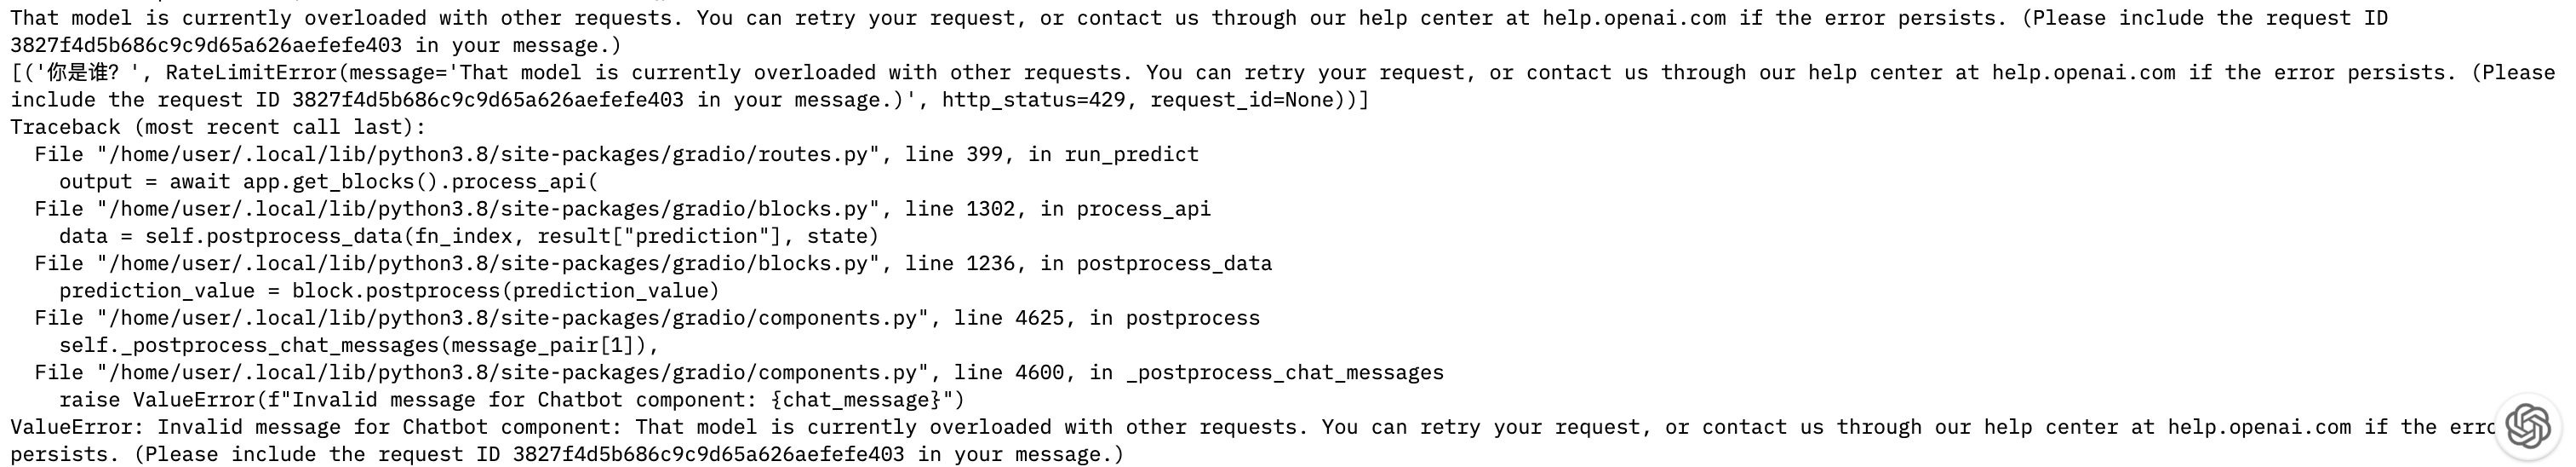 That model is currently overloaded with other requests. You can retry your request, or contact us through our help center at help.openai.com if the error persists. (Please include the request ID
3827f4d5b686c9c9d65a626aefefe403 in your message.)
[('你是谁？', RateLimitError(message='That model is currently overloaded with other requests. You can retry your request, or contact us through our help center at help.openai.com if the error persists. (Please
include the request ID 3827f4d5b686c9c9d65a626aefefe403 in your message.)', http_status=429, request_id=None))]
Traceback (most recent call last):
  File "/home/user/.local/lib/python3.8/site-packages/gradio/routes.py", line 399, in run_predict
    output = await app.get_blocks().process_api(
  File "/home/user/.local/lib/python3.8/site-packages/gradio/blocks.py", line 1302, in process_api
    data = self.postprocess_data(fn_index, result["prediction"], state)
  File "/home/user/.local/lib/python3.8/site-packages/gradio/blocks.py", line 1236, in postprocess_data
    prediction_value = block.postprocess(prediction_value)
  File "/home/user/.local/lib/python3.8/site-packages/gradio/components.py", line 4625, in postprocess
    self._postprocess_chat_messages(message_pair[1]),
  File "/home/user/.local/lib/python3.8/site-packages/gradio/components.py", line 4600, in _postprocess_chat_messages
    raise ValueError(f"Invalid message for Chatbot component: {chat_message}")
ValueError: Invalid message for Chatbot component: That model is currently overloaded with other requests. You can retry your request, or contact us through our help center at help.openai.com if the erro
persists. (Please include the request ID 3827f4d5b686c9c9d65a626aefefe403 in your message.)